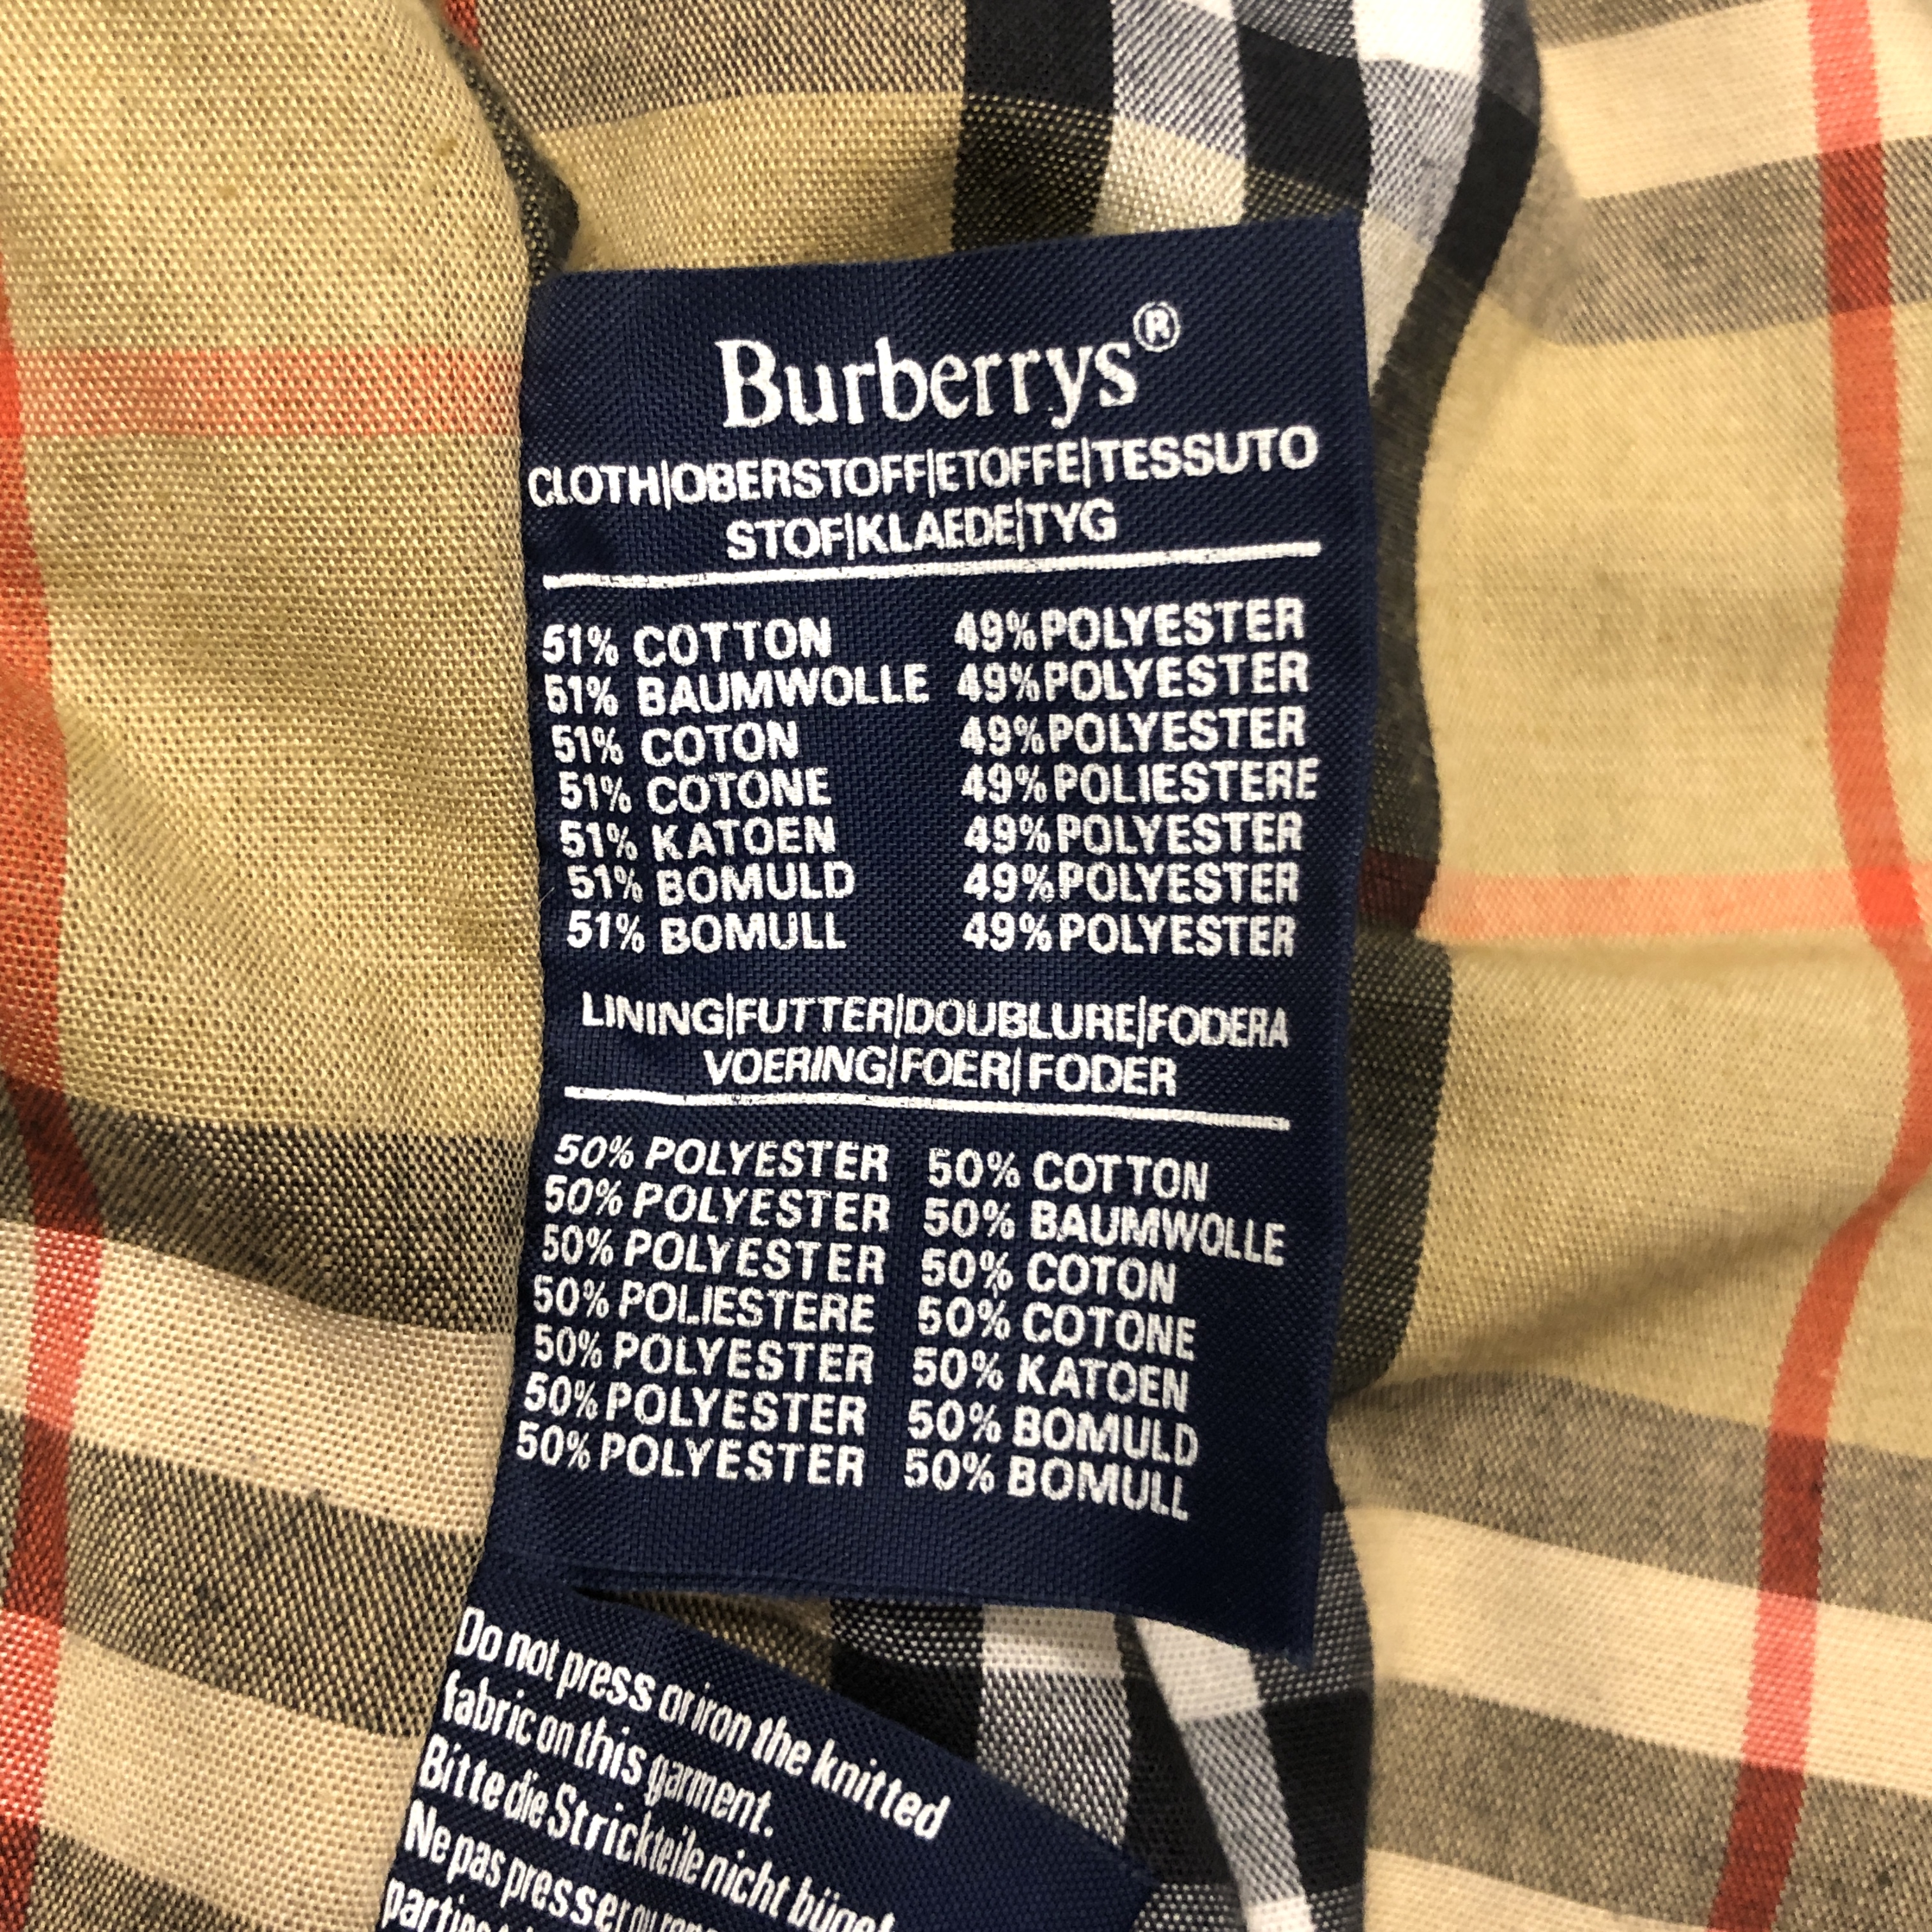 Burberrys®
CLOTH|OBERSTOFF|ETOFFE|TESSUTO
STOF|KLAEDE|TYG
51% COTTON 49% POLYESTER
51% BAUMWOLLE 49% POLYESTER
51% COTON 49% POLYESTER
51% COTONE 49% POLIESTERE
51% KATOEN 49% POLYESTER
51% BOMULD 49% POLYESTER
51% BOMULL 49% POLYESTER
LINING|FUTTER|DOUBLURE|FODERA
VOERING|FOER|FODER
50% POLYESTER 50% COTTON
50% POLYESTER 50% BAUMWOLLE
50% POLYESTER 50% COTON
50% POLIESTERE 50% COTONE
50% POLYESTER 50% KATOEN
50% POLYESTER 50% BOMULD
50% POLYESTER 50% BOMULL
Do not press or iron the knitted
fabric on this garment.
Bitte die Strickteile nicht
Ne pas presser ou